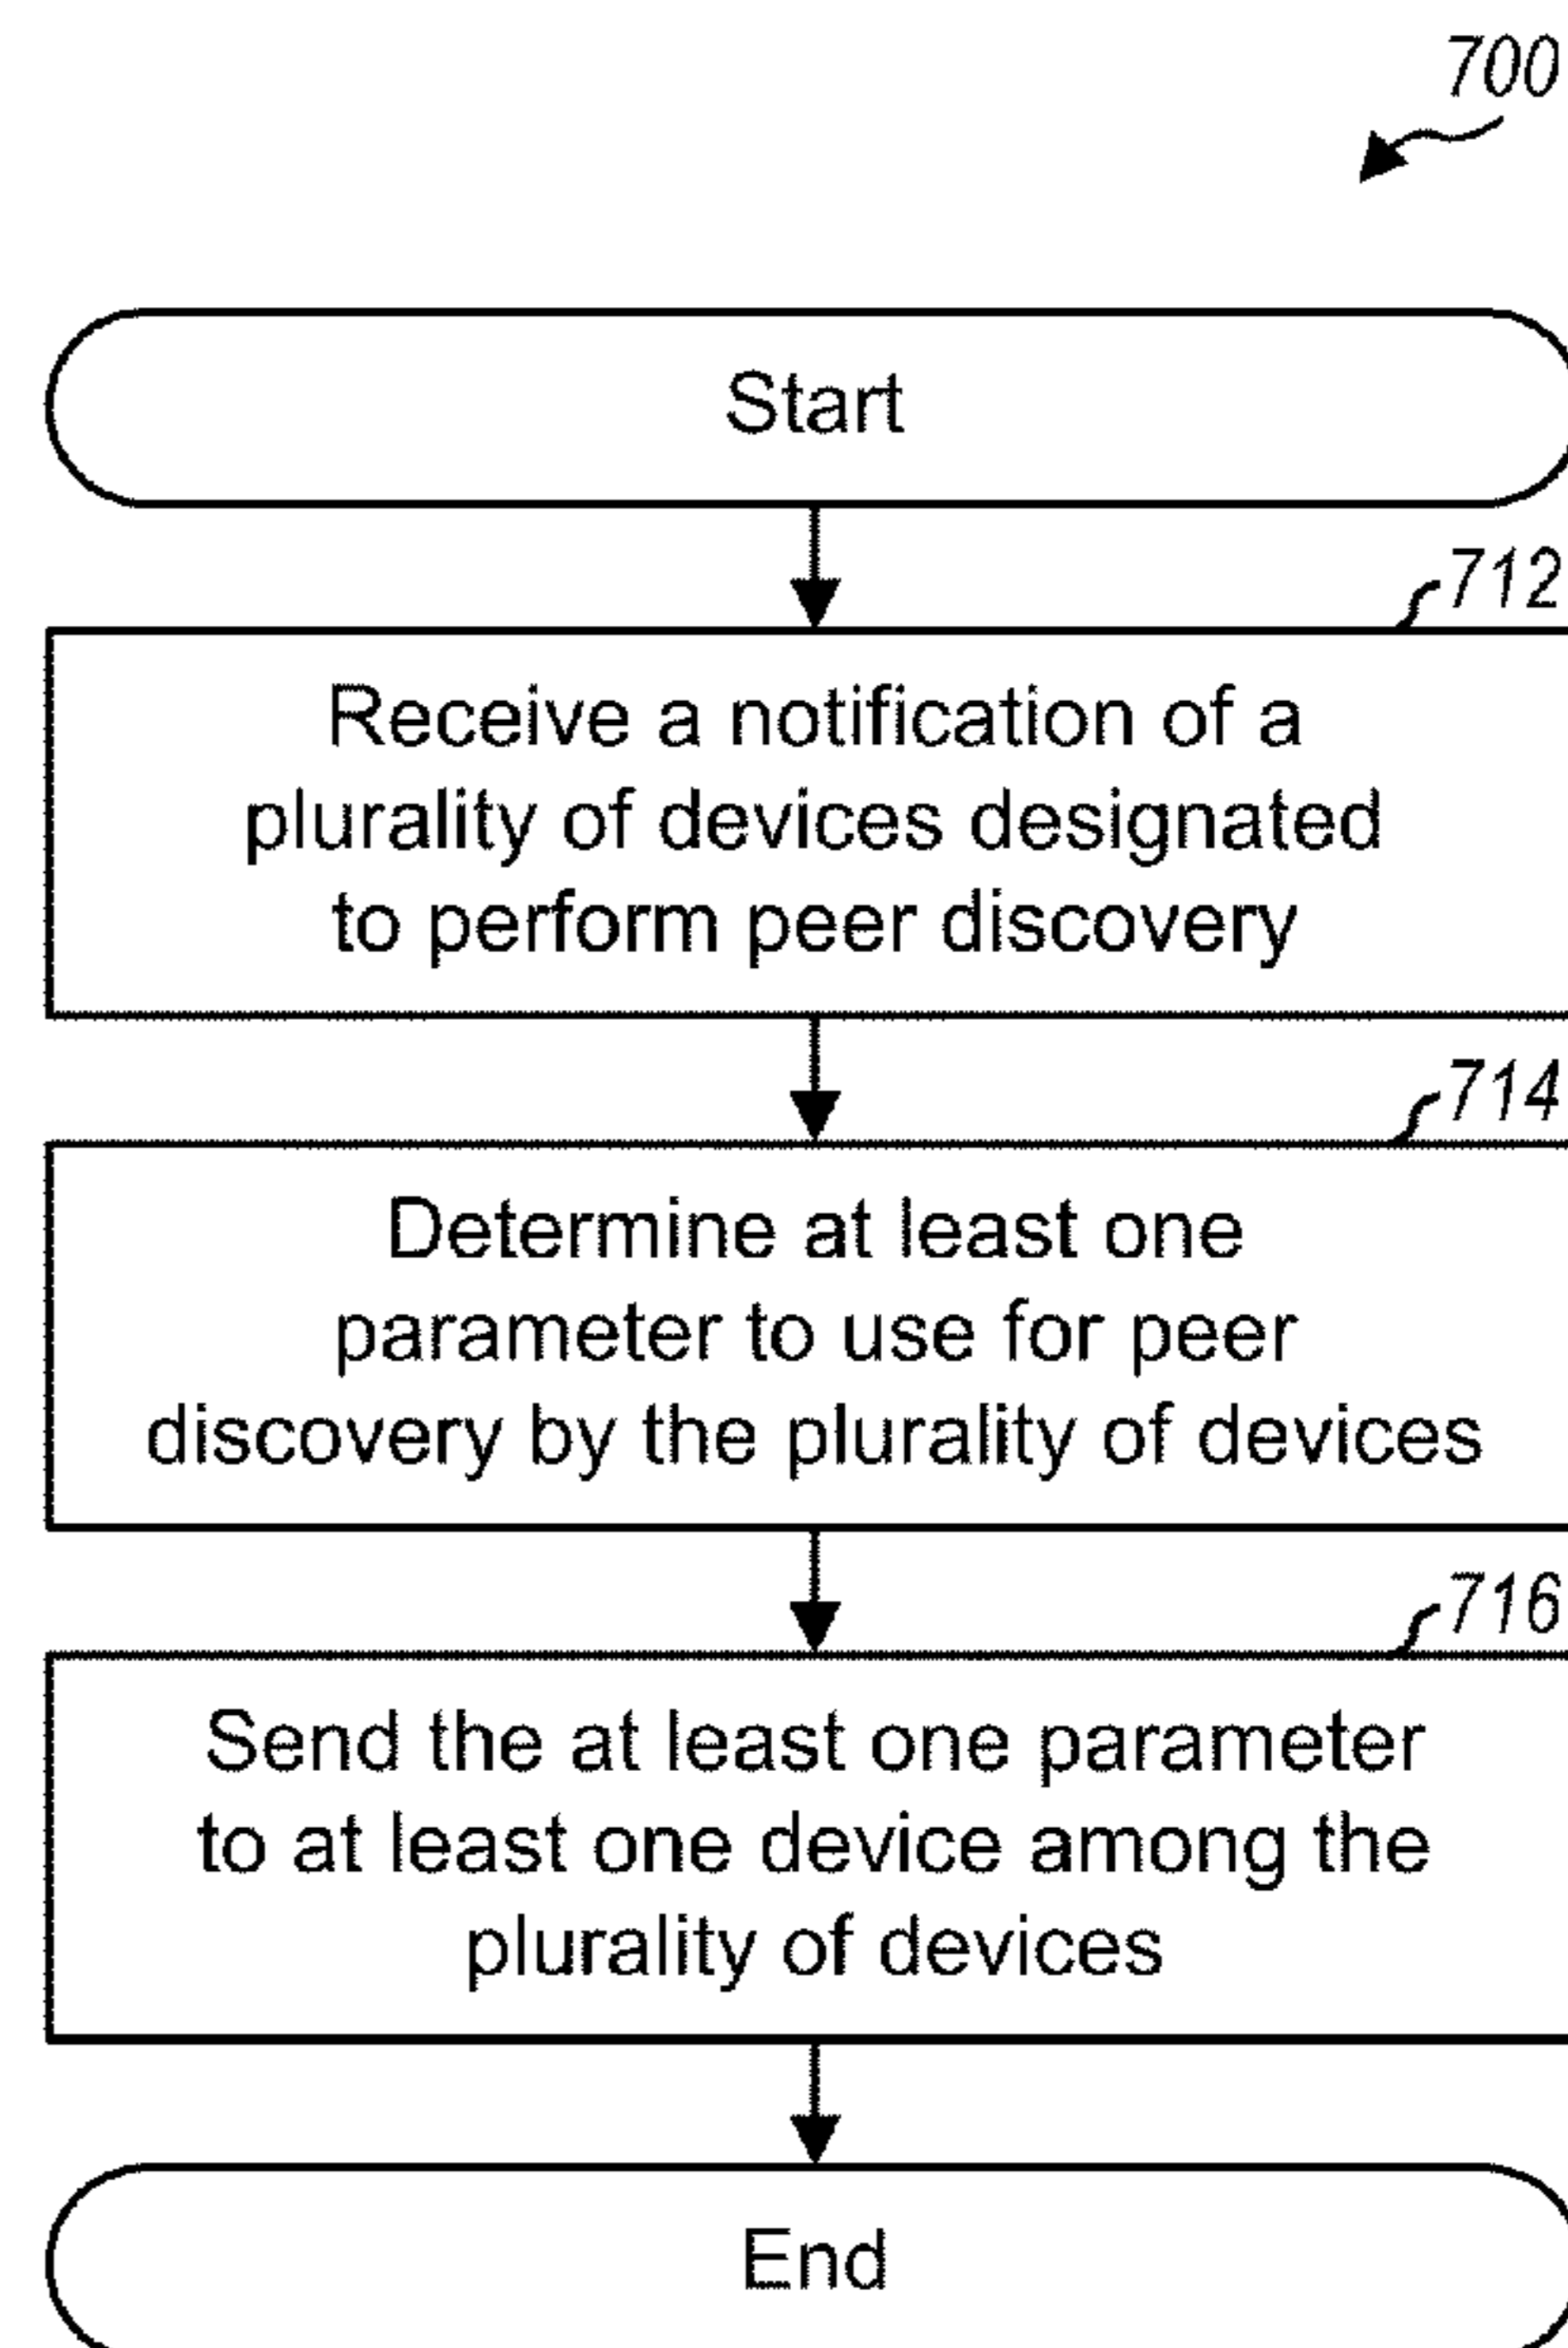 700
Start
712
Receive a notification of a
plurality of devices designated
to perform peer discovery
714
Determine at least one
parameter to use for peer
discovery by the plurality of devices
716
Send the at least one parameter
to at least one device among the
plurality of devices
End